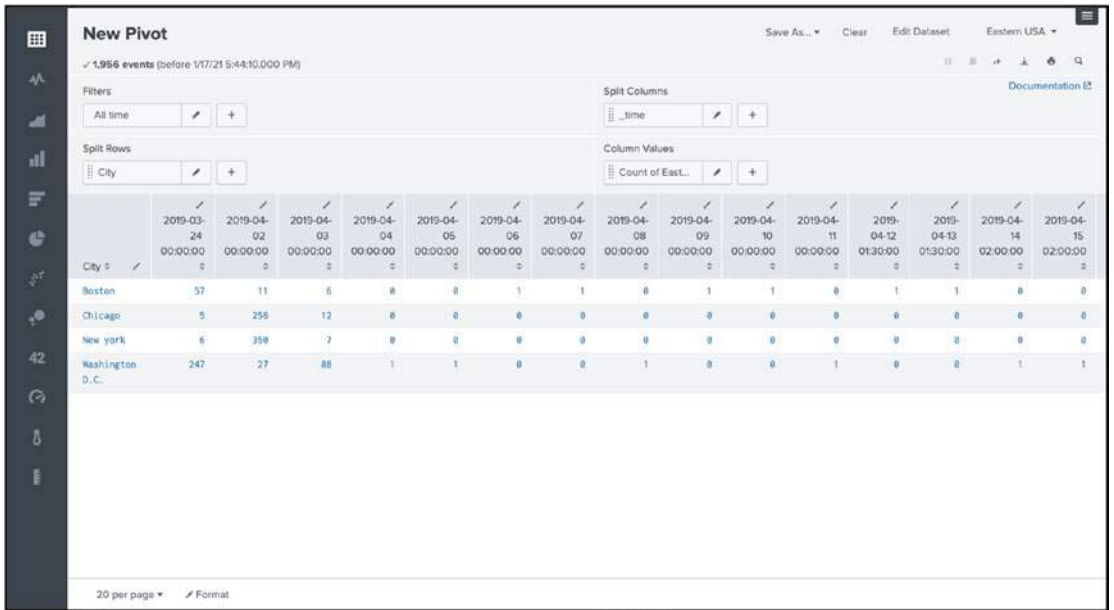 New Pivot
Save As... Clear Edit Dataset Eastern USA
✓ 1,956 events (before 1/17/21 5:44:10.000 PM)
Documentation
Filters Split Columns
All time + _time +
Split Rows Column Values
City + Count of East... +
2019-03- 2019-04- 2019-04- 2019-04- 2019-04- 2019-04- 2019-04- 2019-04- 2019-04- 2019-04- 2019-04- 2019- 2019- 2019-04- 2019-04-
24 02 03 04 05 06 07 08 09 10 11 04-12 04-13 14 15
00:00:00 00:00:00 00:00:00 00:00:00 00:00:00 00:00:00 00:00:00 00:00:00 00:00:00 00:00:00 00:00:00 01:30:00 01:30:00 02:00:00 02:00:00
City
Boston 57 11 6 0 0 1 1 0 1 1 0 1 1 0 0
Chicago 5 256 12 0 0 0 0 0 0 0 0 0 0 0 0
New york 6 350 7 0 0 0 0 0 0 0 0 0 0 0 0
Washington 247 27 88 1 1 0 0 1 0 0 1 0 0 1 1
D.C.
42
20 per page Format